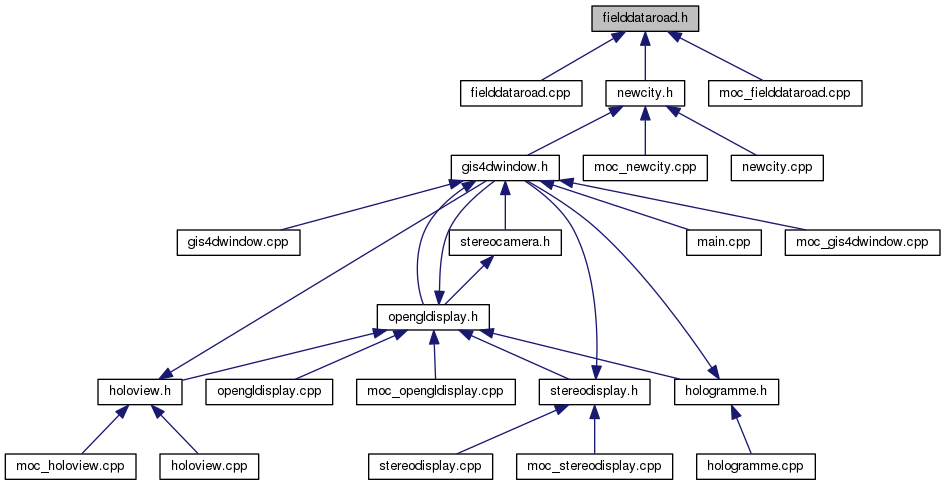 fielddataroad.h
fielddataroad.cpp
newcity.h
moc_fielddataroad.cpp
gis4dwindow.h
moc_newcity.cpp
newcity.cpp
gis4dwindow.cpp
stereocamera.h
main.cpp
moc_gis4dwindow.cpp
opengldisplay.h
holoview.h
opengldisplay.cpp
moc_opengldisplay.cpp
stereodisplay.h
hologramme.h
moc_holoview.cpp
holoview.cpp
stereodisplay.cpp
moc_stereodisplay.cpp
hologramme.cpp